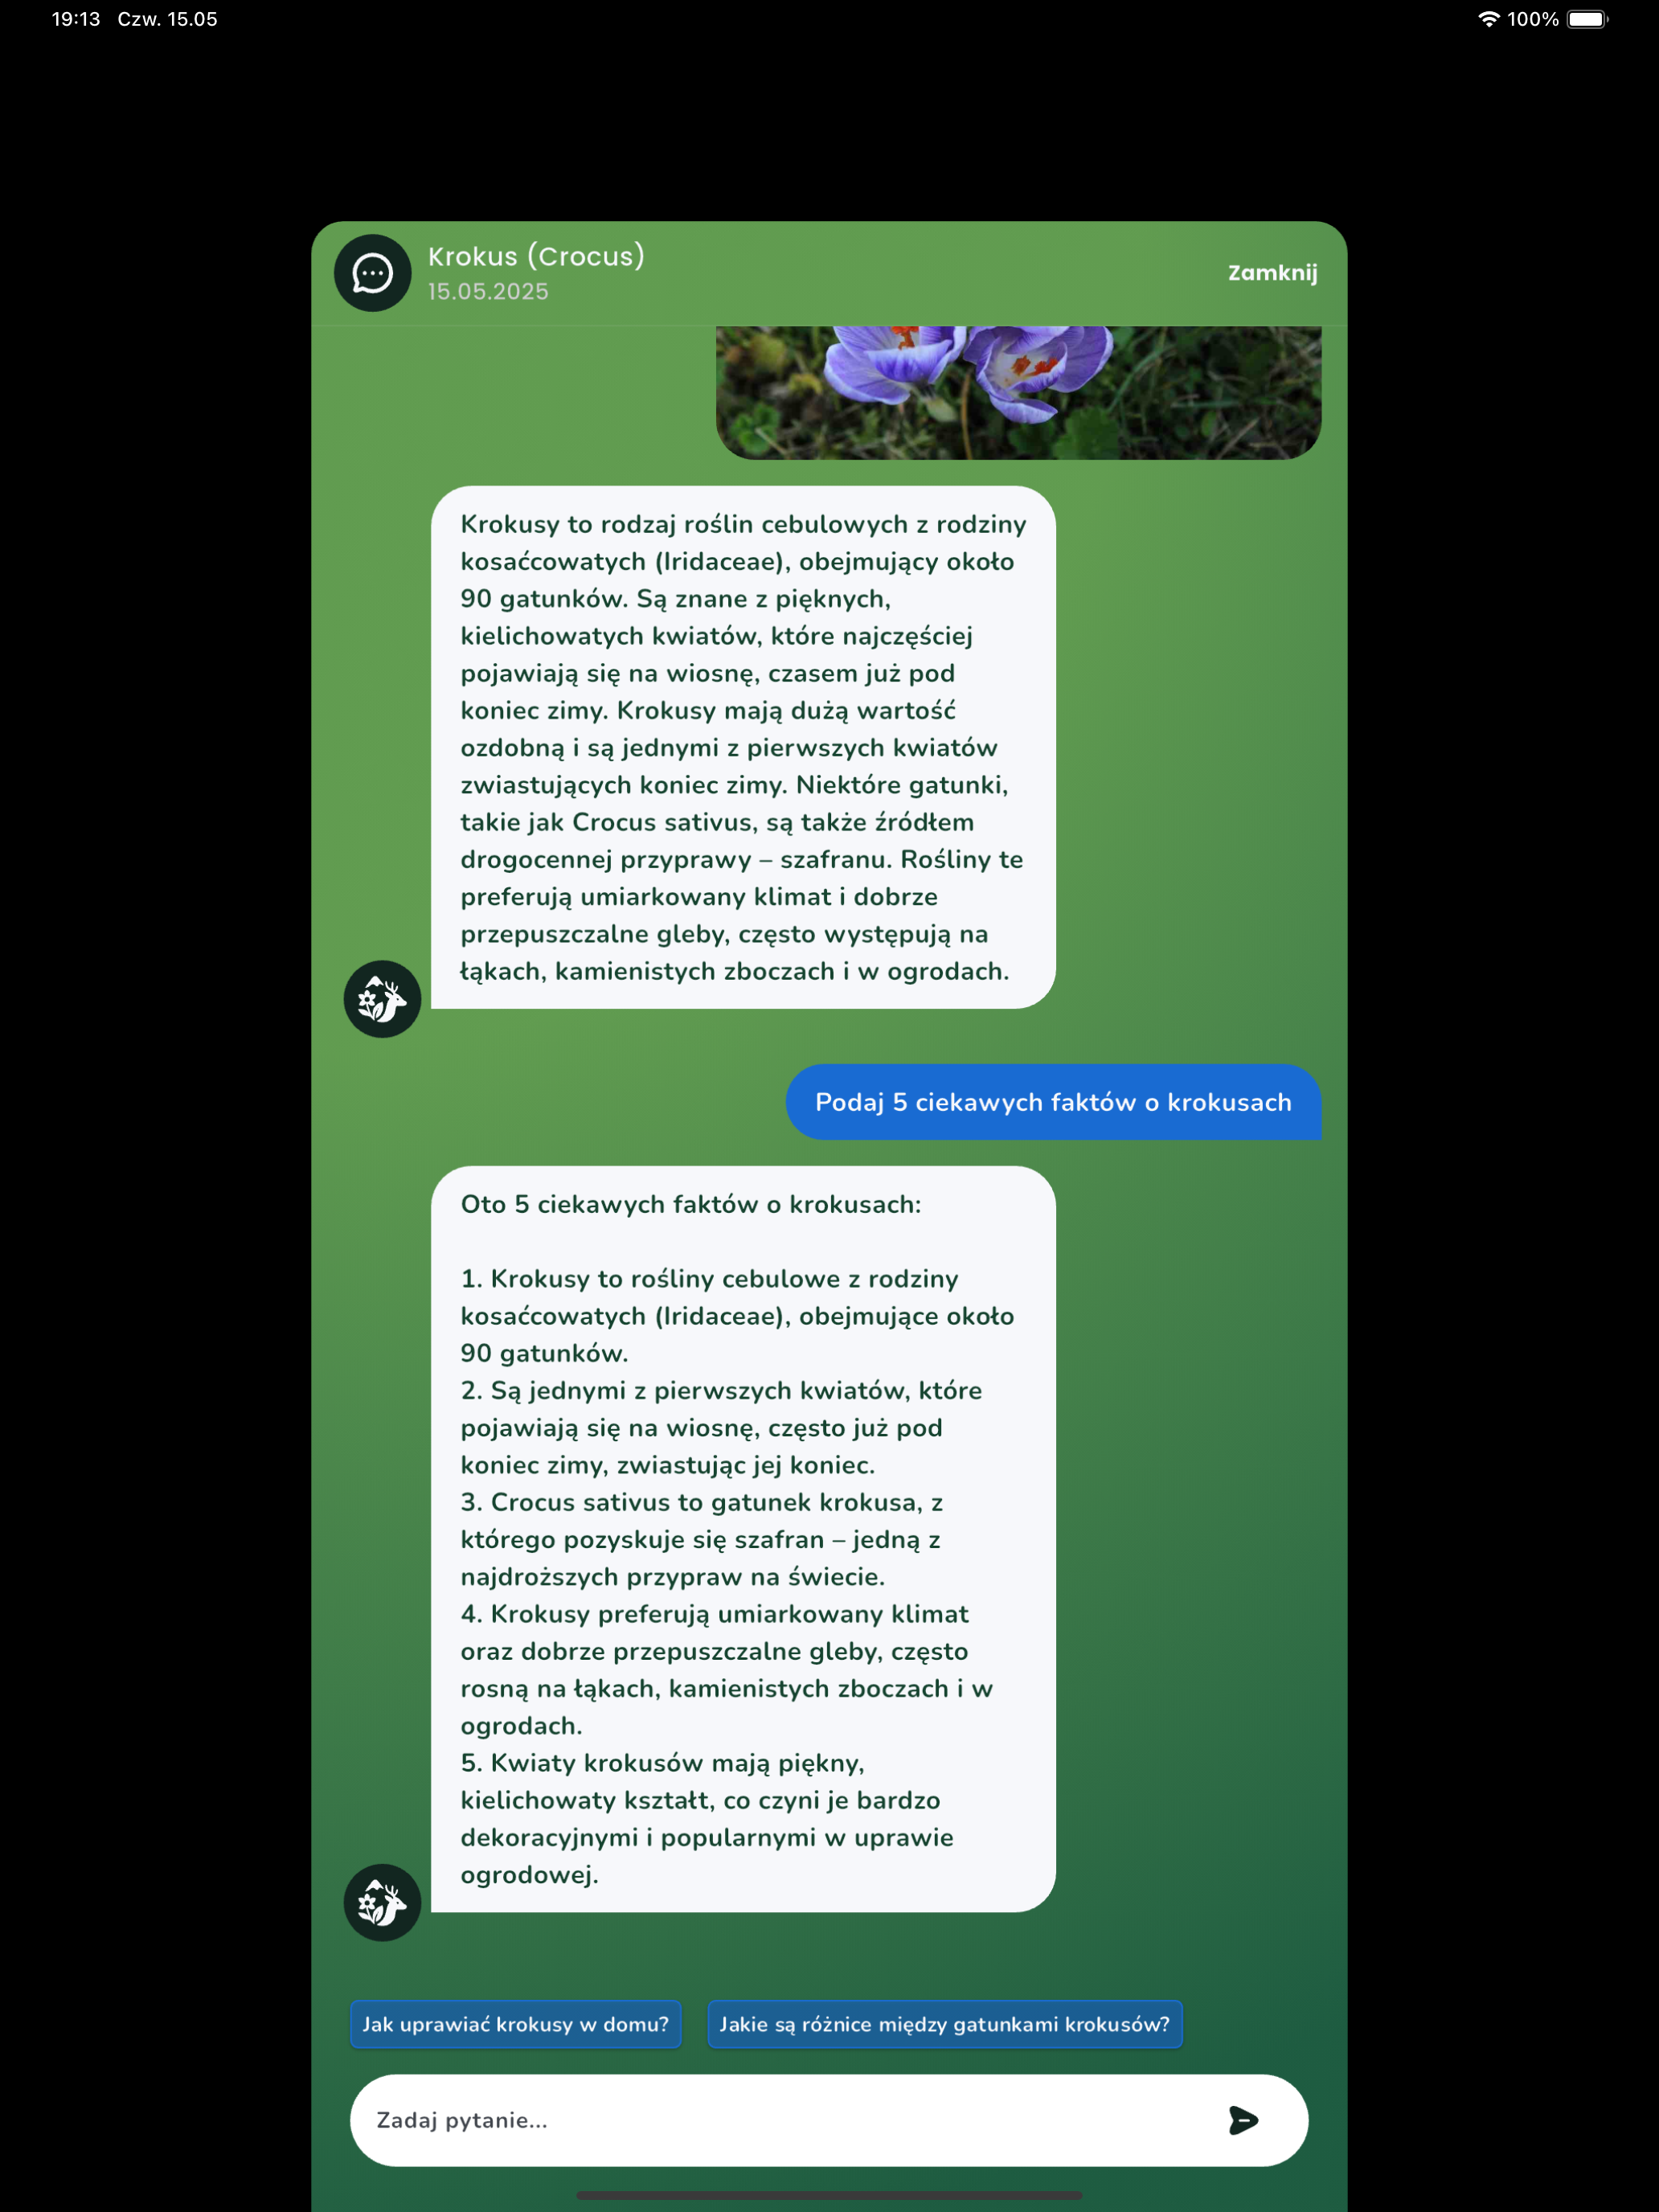 19:13 Czw. 15.05
100%
Krokus (Crocus)
15.05.2025
Zamknij
Krokusy to rodzaj roślin cebulowych z rodziny
kosaćcowatych (Iridaceae), obejmujący około
90 gatunków. Są znane z pięknych,
kielichowatych kwiatów, które najczęściej
pojawiają się na wiosnę, czasem już pod
koniec zimy. Krokusy mają dużą wartość
ozdobną i są jednymi z pierwszych kwiatów
zwiastujących koniec zimy. Niektóre gatunki,
takie jak Crocus sativus, są także źródłem
drogocennej przyprawy – szafranu. Rośliny te
preferują umiarkowany klimat i dobrze
przepuszczalne gleby, często występują na
łąkach, kamienistych zboczach i w ogrodach.
Podaj 5 ciekawych faktów o krokusach
Oto 5 ciekawych faktów o krokusach:
1. Krokusy to rośliny cebulowe z rodziny
kosaćcowatych (Iridaceae), obejmujące około
90 gatunków.
2. Są jednymi z pierwszych kwiatów, które
pojawiają się na wiosnę, często już pod
koniec zimy, zwiastując jej koniec.
3. Crocus sativus to gatunek krokusa, z
którego pozyskuje się szafran – jedną z
najdroższych przypraw na świecie.
4. Krokusy preferują umiarkowany klimat
oraz dobrze przepuszczalne gleby, często
rosną na łąkach, kamienistych zboczach i w
ogrodach.
5. Kwiaty krokusów mają piękny,
kielichowaty kształt, co czyni je bardzo
dekoracyjnymi i popularnymi w uprawie
ogrodowej.
Jak uprawiać krokusy w domu?
Jakie są różnice między gatunkami krokusów?
Zadaj pytanie...